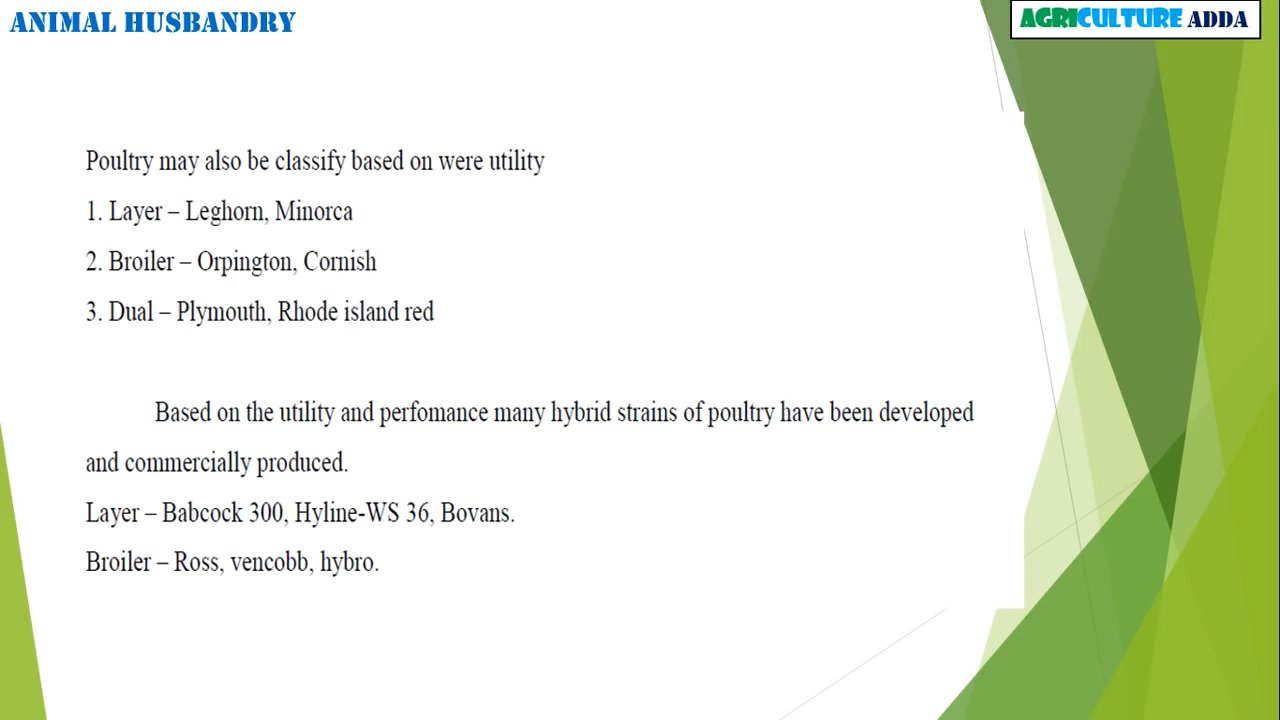 ANIMAL HUSBANDRY
AGRICULTURE ADDA
Poultry may also be classify based on were utility
1. Layer – Leghorn, Minorca
2. Broiler – Orpington, Cornish
3. Dual – Plymouth, Rhode island red
Based on the utility and perfomance many hybrid strains of poultry have been developed
and commercially produced.
Layer – Babcock 300, Hyline-WS 36, Bovans.
Broiler – Ross, vencobb, hybro.